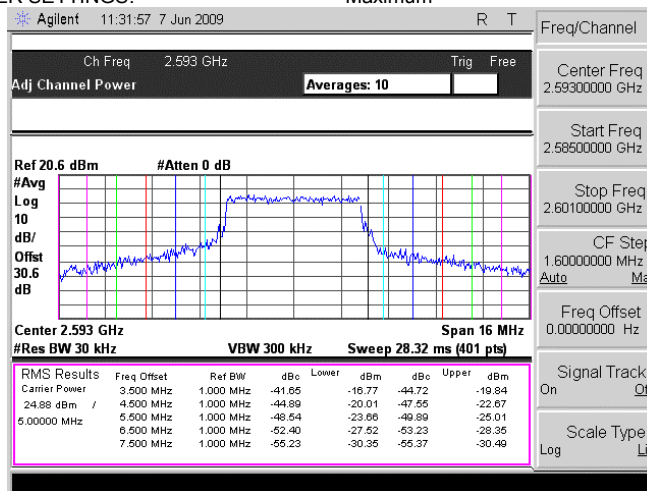 ER SETTINGS: Maximum
Agilent 11:31:57 7 Jun 2009 R T
Freq/Channel
Ch Freq 2.593 GHz Trig Free
Adj Channel Power Averages: 10
Center Freq
2.59300000 GHz
Start Freq
2.58500000 GHz
Stop Freq
2.60100000 GHz
CF Step
1.60000000 MHz
Auto Ma
Freq Offset
0.00000000 Hz
Signal Track
On Of
Scale Type
Log Li
Ref 20.6 dBm #Atten 0 dB
#Avg
Log
10
dB/
Offst
30.6
dB
Center 2.593 GHz Span 16 MHz
#Res BW 30 kHz VBW 300 kHz Sweep 28.32 ms (401 pts)
RMS Results Freq Offset Ref BW dBc Lower dBm dBc Upper dBm
Carrier Power 3.500 MHz 1.000 MHz -41.65 -16.77 -44.72 -19.84
24.88 dBm / 4.500 MHz 1.000 MHz -44.89 -20.01 -47.55 -22.67
5.00000 MHz 5.500 MHz 1.000 MHz -48.54 -23.66 -49.89 -25.01
6.500 MHz 1.000 MHz -52.40 -27.52 -53.23 -28.35
7.500 MHz 1.000 MHz -55.23 -30.35 -55.37 -30.49